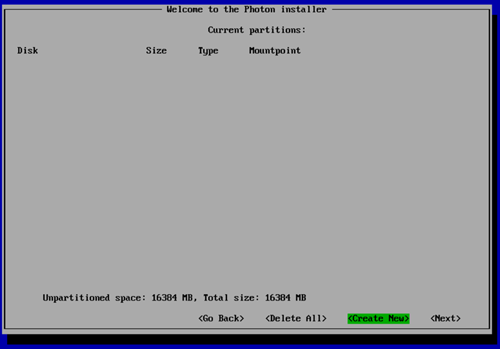 Welcome to the Photon installer
Current partitions:
Disk Size Type Mountpoint
Unpartitioned space: 16384 MB, Total size: 16384 MB
<Go Back> <Delete All> <Create New> <Next>